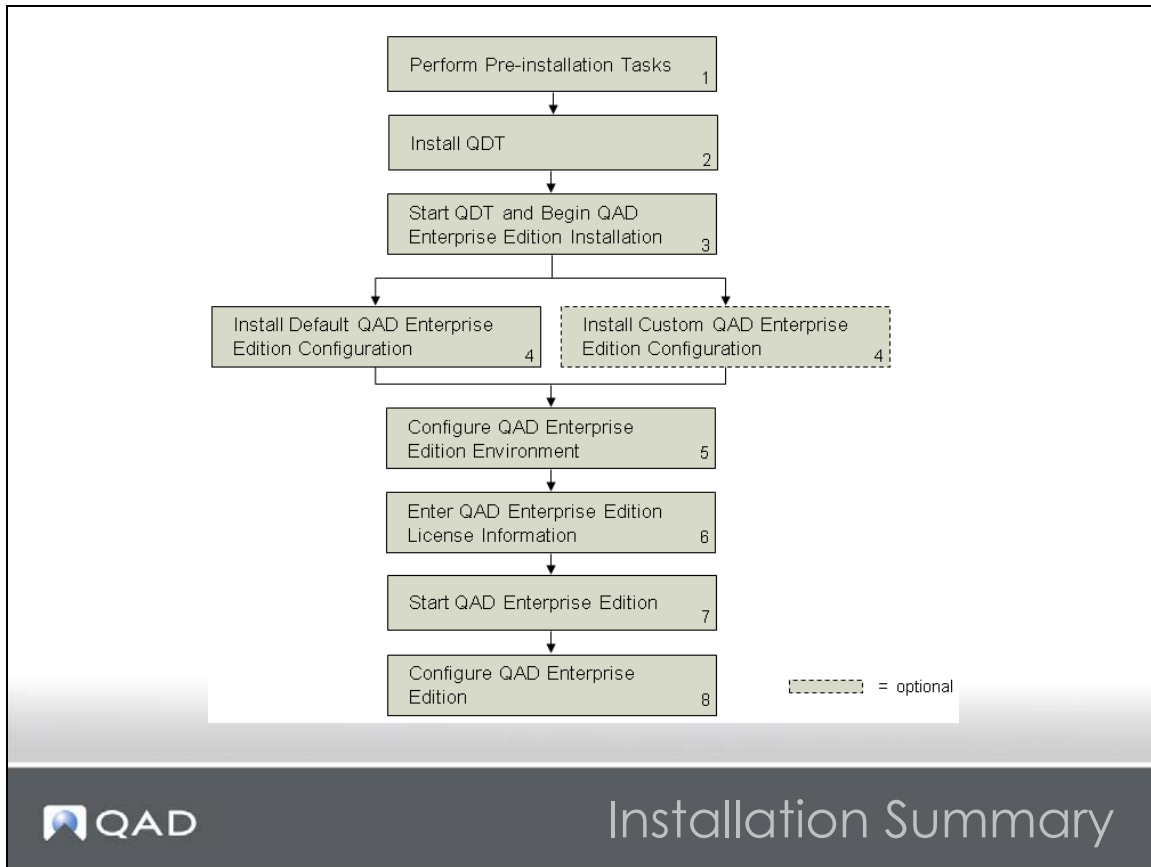 Perform Pre-installation Tasks
1
Install QDT
2
Start QDT and Begin QAD
Enterprise Edition Installation
3
Install Default QAD Enterprise
Edition Configuration
4
Install Custom QAD Enterprise
Edition Configuration
4
Configure QAD Enterprise
Edition Environment
5
Enter QAD Enterprise Edition
License Information
6
Start QAD Enterprise Edition
7
Configure QAD Enterprise
Edition
8
= optional
QAD
Installation Summary